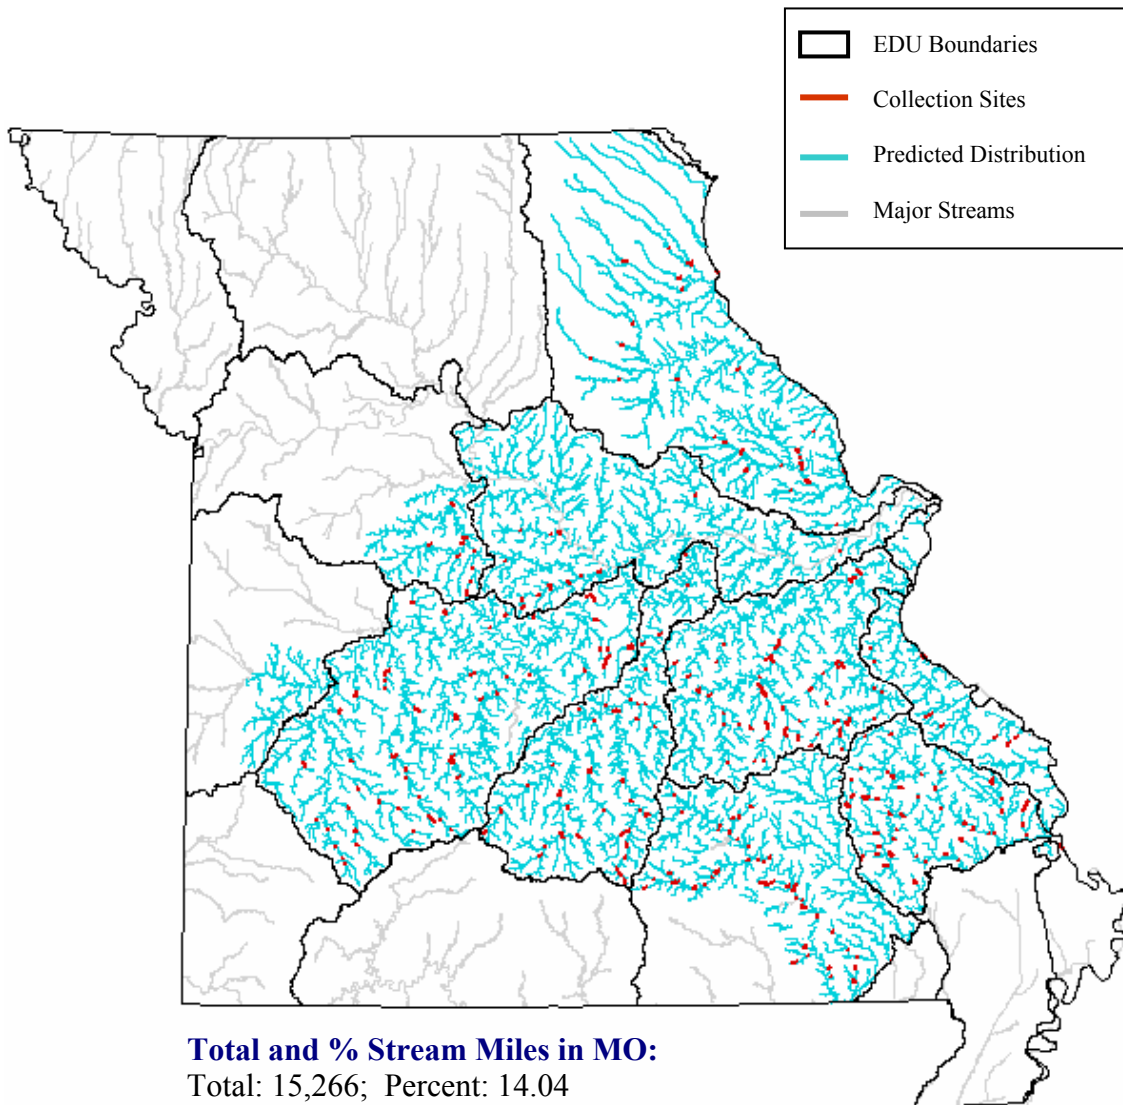 EDU Boundaries
Collection Sites
Predicted Distribution
Major Streams
Total and % Stream Miles in MO:
Total: 15,266; Percent: 14.04